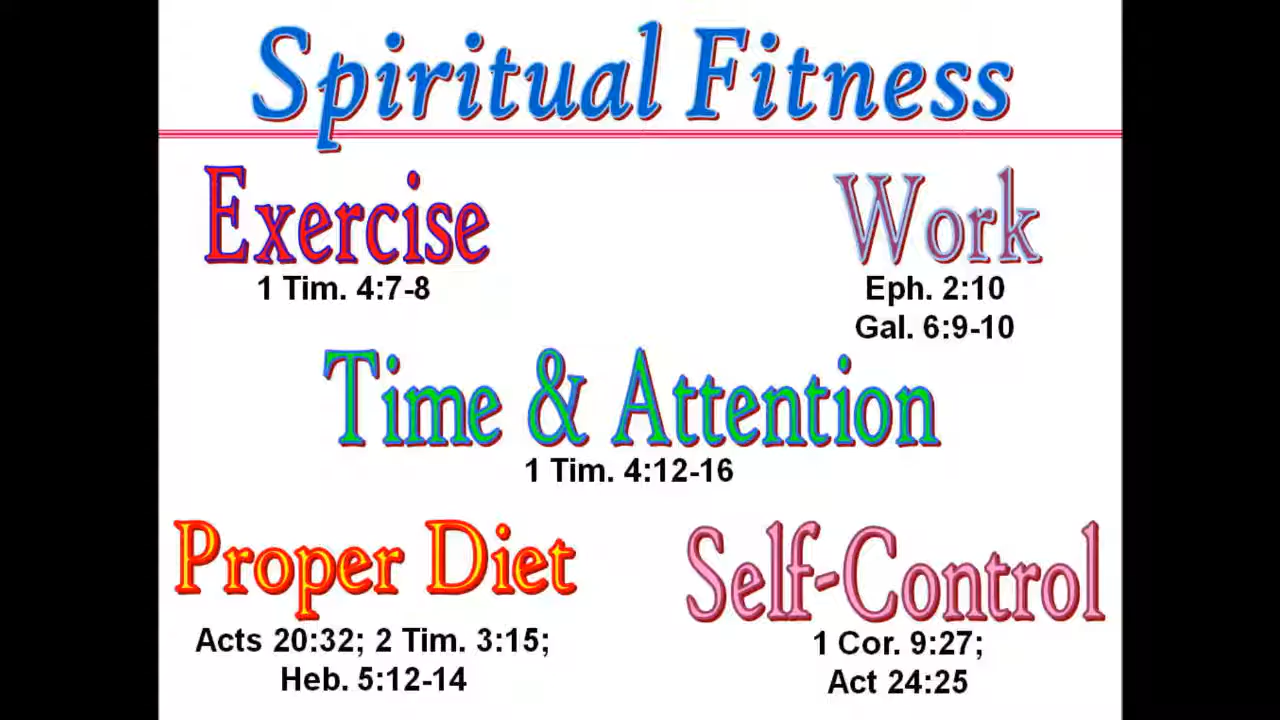 Spiritual Fitness
Exercise
1 Tim. 4:7-8
Work
Eph. 2:10
Gal. 6:9-10
Time & Attention
1 Tim. 4:12-16
Proper Diet
Acts 20:32; 2 Tim. 3:15;
Heb. 5:12-14
Self-Control
1 Cor. 9:27;
Act 24:25